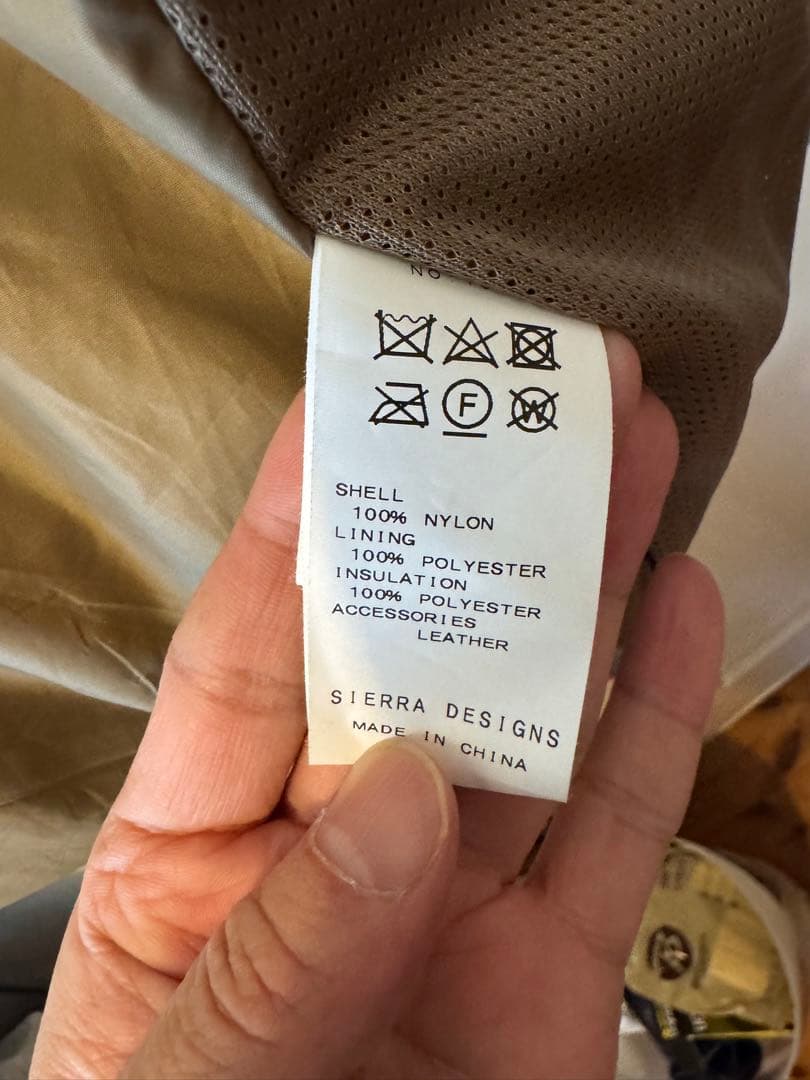 F
W
SHELL
100% NYLON
LINING
100% POLYESTER
INSULATION
100% POLYESTER
ACCESSORIES
LEATHER
SIERRA DESIGNS
MADE IN CHINA